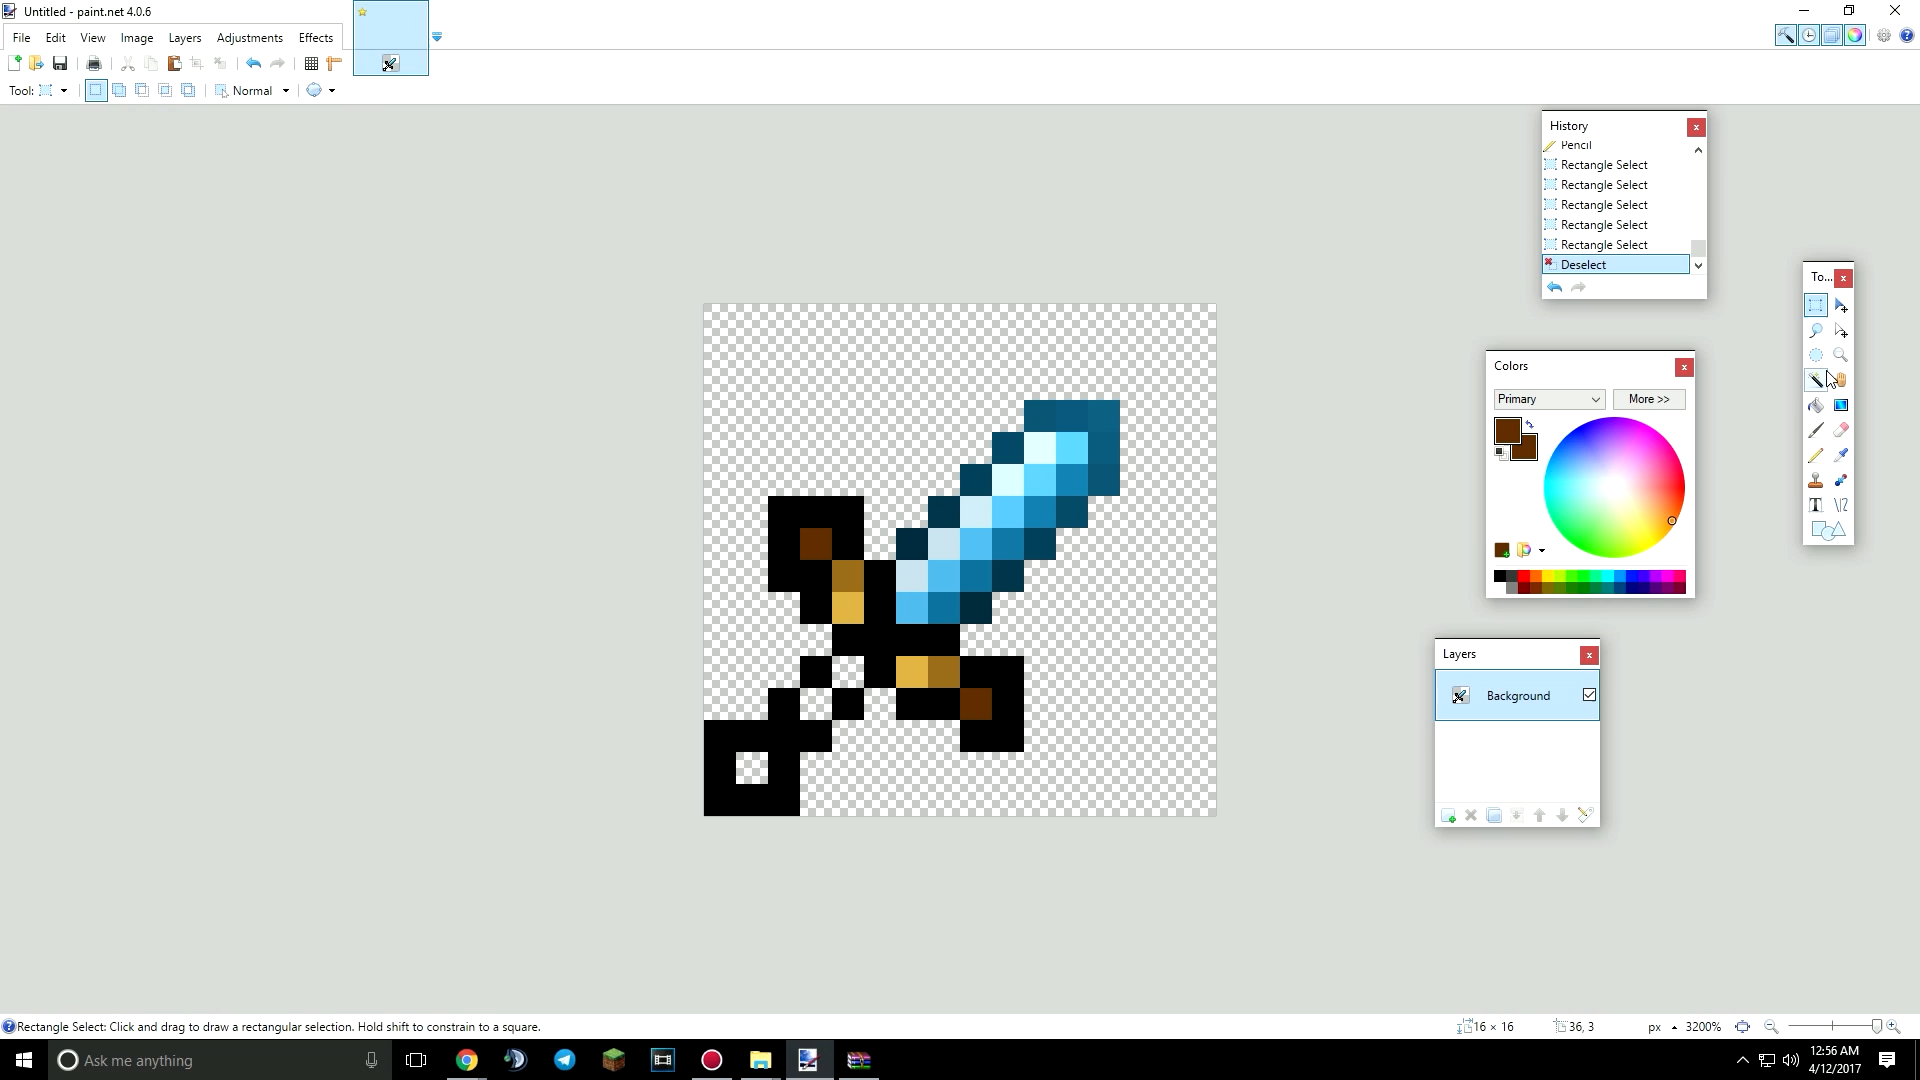 Untitled - paint.net 4.0.6
File Edit View Image Layers Adjustments Effects
Tool: Normal
History
Pencil
Rectangle Select
Rectangle Select
Rectangle Select
Rectangle Select
Rectangle Select
Deselect
To...
Colors
Primary More >>
Layers
Background
Rectangle Select: Click and drag to draw a rectangular selection. Hold shift to constrain to a square.
16 × 16 36, 3 px 3200%
Ask me anything
12:56 AM
4/12/2017